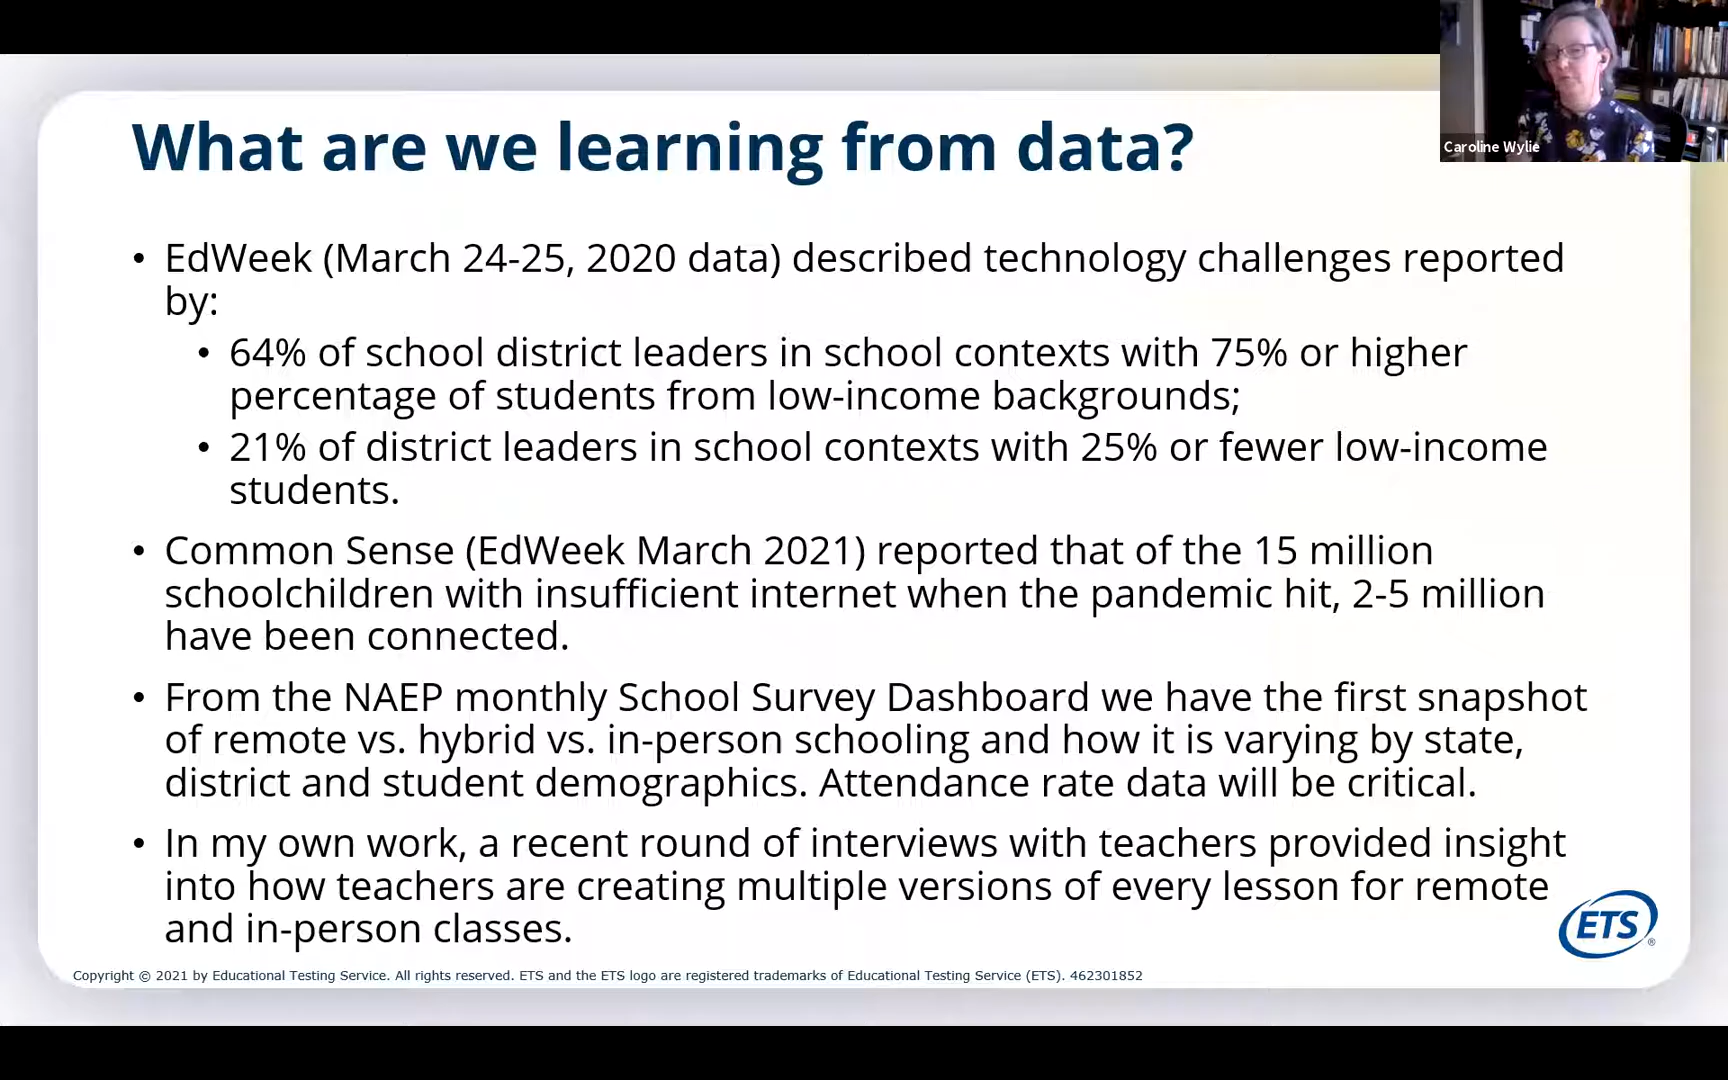 What are we learning from data?
Caroline Wylie
• EdWeek (March 24-25, 2020 data) described technology challenges reported
by:
• 64% of school district leaders in school contexts with 75% or higher
percentage of students from low-income backgrounds;
• 21% of district leaders in school contexts with 25% or fewer low-income
students.
• Common Sense (EdWeek March 2021) reported that of the 15 million
schoolchildren with insufficient internet when the pandemic hit, 2-5 million
have been connected.
• From the NAEP monthly School Survey Dashboard we have the first snapshot
of remote vs. hybrid vs. in-person schooling and how it is varying by state,
district and student demographics. Attendance rate data will be critical.
• In my own work, a recent round of interviews with teachers provided insight
into how teachers are creating multiple versions of every lesson for remote
and in-person classes.
ETS®
Copyright © 2021 by Educational Testing Service. All rights reserved. ETS and the ETS logo are registered trademarks of Educational Testing Service (ETS). 462301852